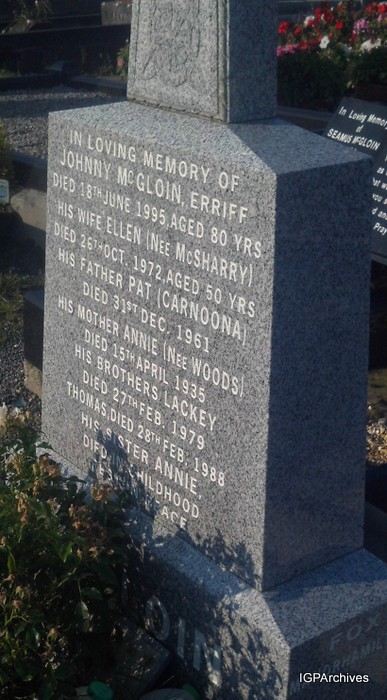 IN LOVING MEMORY OF
JOHNNY McGLOIN, ERRIFF
DIED 18TH JUNE 1995, AGED 80 YRS
HIS WIFE ELLEN (NEE McSHARRY)
DIED 26TH OCT. 1972, AGED 50 YRS
HIS FATHER PAT (CARNOONA)
DIED 31ST DEC. 1961
HIS MOTHER ANNIE (NEE WOODS)
DIED 15TH APRIL 1935
HIS BROTHERS LACKEY
DIED 27TH FEB. 1979
THOMAS, DIED 28TH FEB. 1988
HIS SISTER ANNIE,
DIED CHILDHOOD
In Loving Memory
of
SEAMUS McGLOIN
FOX
IGPArchives